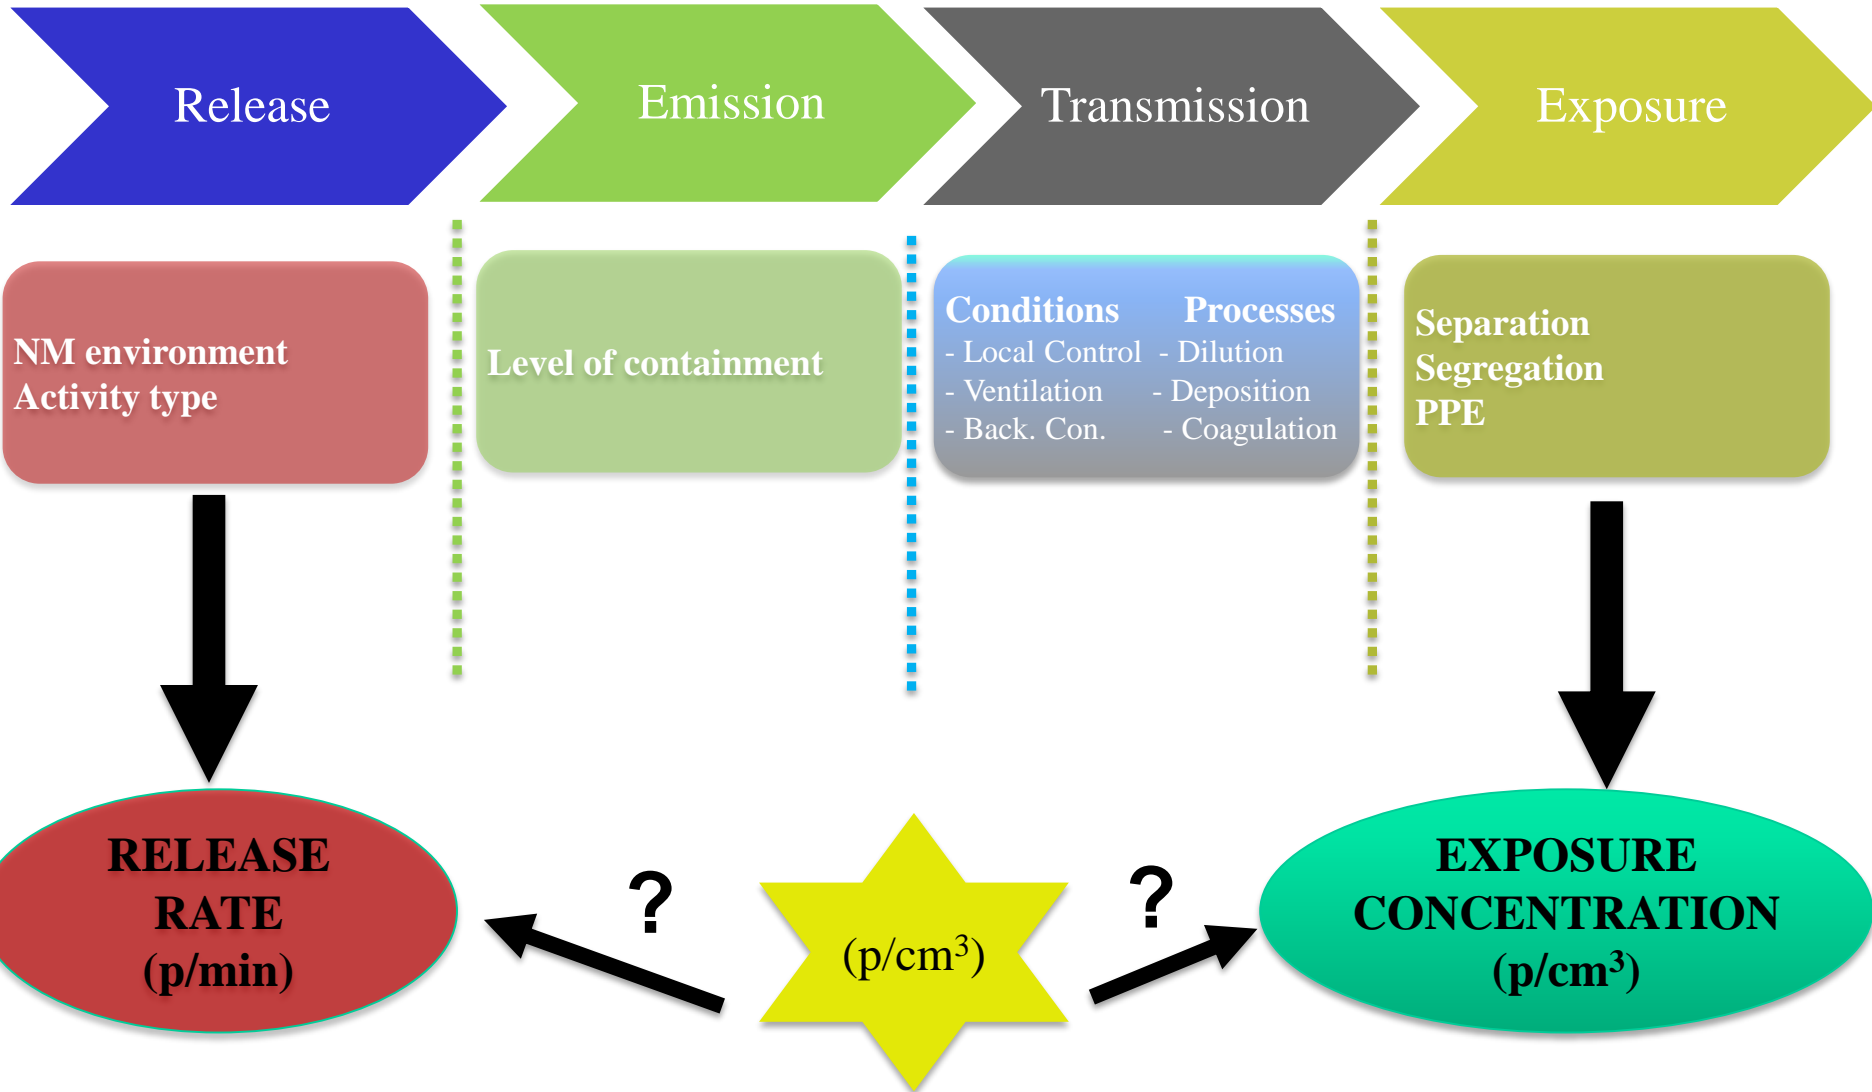 Release
Emission
Transmission
Exposure
NM environment
Activity type
Level of containment
Conditions Processes
- Local Control - Dilution
- Ventilation - Deposition
- Back. Con. - Coagulation
Separation
Segregation
PPE
RELEASE
RATE
(p/min)
?
(p/cm³)
?
EXPOSURE
CONCENTRATION
(p/cm³)